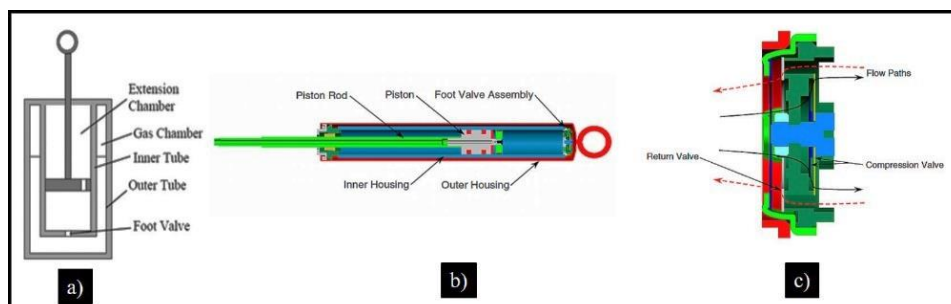 Extension
Chamber
Gas Chamber
Inner Tube
Outer Tube
Foot Valve
a)
Piston Rod
Piston
Foot Valve Assembly
Inner Housing
Outer Housing
b)
Flow Paths
Return Valve
Compression Valve
c)